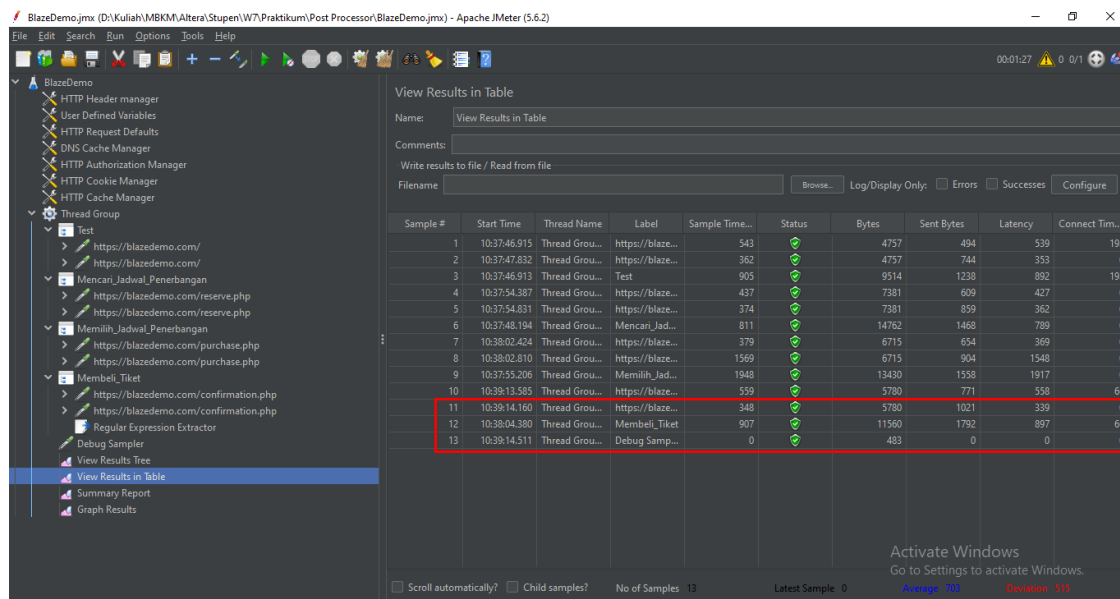 BlazeDemo.jmx (D:\Kuliah\MBKM\Altera\Stupen\W7\Praktikum\Post Processor\BlazeDemo.jmx) - Apache JMeter (5.6.2)
File Edit Search Run Options Tools Help
00:01:27 0 0/1
BlazeDemo
HTTP Header manager
User Defined Variables
HTTP Request Defaults
DNS Cache Manager
HTTP Authorization Manager
HTTP Cookie Manager
HTTP Cache Manager
Thread Group
Test
https://blazedemo.com/
https://blazedemo.com/
Mencari_Jadwal_Penerbangan
https://blazedemo.com/reserve.php
https://blazedemo.com/reserve.php
Memilih_Jadwal_Penerbangan
https://blazedemo.com/purchase.php
https://blazedemo.com/purchase.php
Membeli_Tiket
https://blazedemo.com/confirmation.php
https://blazedemo.com/confirmation.php
Regular Expression Extractor
Debug Sampler
View Results Tree
View Results in Table
Summary Report
Graph Results
View Results in Table
Name: View Results in Table
Comments:
Write results to file / Read from file
Filename Browse... Log/Display Only: Errors Successes Configure
Sample # Start Time Thread Name Label Sample Time... Status Bytes Sent Bytes Latency Connect Tim...
1 10:37:46.915 Thread Grou... https://blaze... 543 4757 494 539 19
2 10:37:47.832 Thread Grou... https://blaze... 362 4757 744 353
3 10:37:46.913 Thread Grou... Test 905 9514 1238 892 19
4 10:37:54.387 Thread Grou... https://blaze... 437 7381 609 427
5 10:37:54.831 Thread Grou... https://blaze... 374 7381 859 362
6 10:37:48.194 Thread Grou... Mencari_Jad... 811 14762 1468 789
7 10:38:02.424 Thread Grou... https://blaze... 379 6715 654 369
8 10:38:02.810 Thread Grou... https://blaze... 1569 6715 904 1548
9 10:37:55.206 Thread Grou... Memilih_Jad... 1948 13430 1558 1917
10 10:39:13.585 Thread Grou... https://blaze... 559 5780 771 558 6
11 10:39:14.160 Thread Grou... https://blaze... 348 5780 1021 339
12 10:38:04.380 Thread Grou... Membeli_Tiket 907 11560 1792 897 6
13 10:39:14.511 Thread Grou... Debug Samp... 0 483 0 0
Activate Windows
Go to Settings to activate Windows.
Scroll automatically? Child samples? No of Samples 13 Latest Sample 0 Average 703 Deviation 515